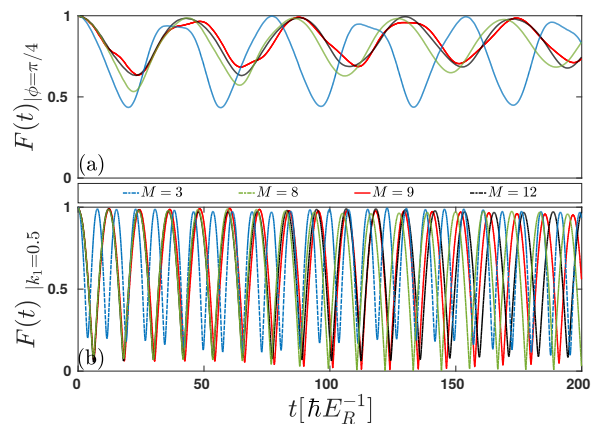 1
0.5
0
F(t)|ϕ=π/4
(a)
M = 3 M = 8 M = 9 M = 12
1
0.5
0
F(t) |k₁=0.5
(b)
0 50 100 150 200
t[ℏE_R^{-1}]